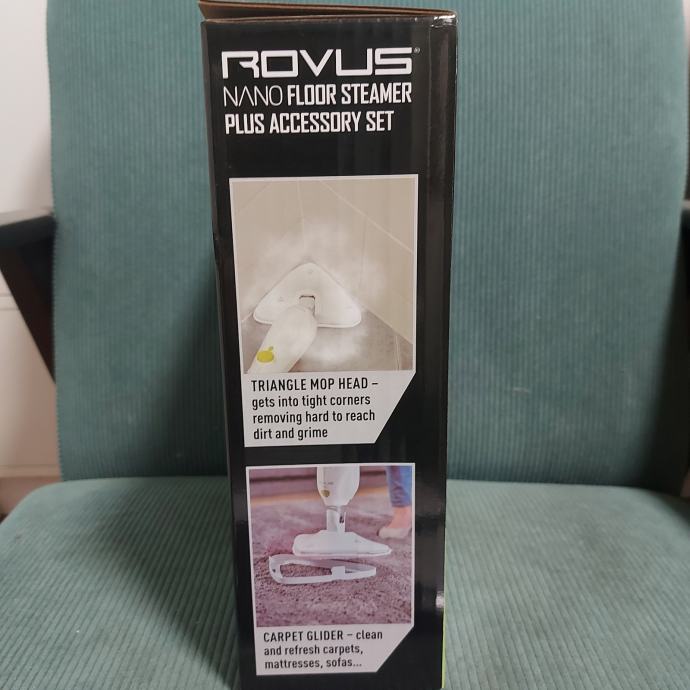 ROVUS®
NANO FLOOR STEAMER
PLUS ACCESSORY SET
TRIANGLE MOP HEAD –
gets into tight corners
removing hard to reach
dirt and grime
CARPET GLIDER – clean
and refresh carpets,
mattresses, sofas...